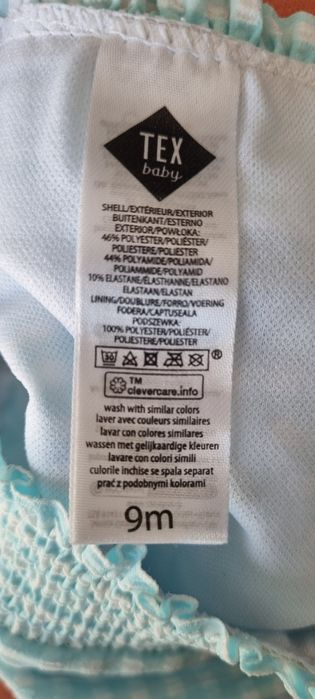 TEX
baby
SHELL/EXTÉRIEUR/EXTERIOR
BUITENKANT/ESTERNO
EXTERIOR/POWŁOKA:
46% POLYESTER/POLIÉSTER/
POLIESTERE/POLIESTER
44% POLYAMIDE/POLIAMIDA/
POLIAMMIDE/POLYAMID
10% ELASTANE/ÉLASTHANNE/ELASTANO
ELASTAAN/ELASTAN
LINING/DOUBLURE/FORRO/VOERING
FODERA/CAPTUSEALA
PODSZEWKA:
100% POLYESTER/POLIÉSTER/
POLIESTERE/POLIESTER
30 ®
TM
clevercare.info
wash with similar colors
laver avec couleurs similaires
lavar con colores similares
wassen met gelijkaardige kleuren
lavare con colori simili
culorile inchise se spala separat
prać z podobnymi kolorami
9m